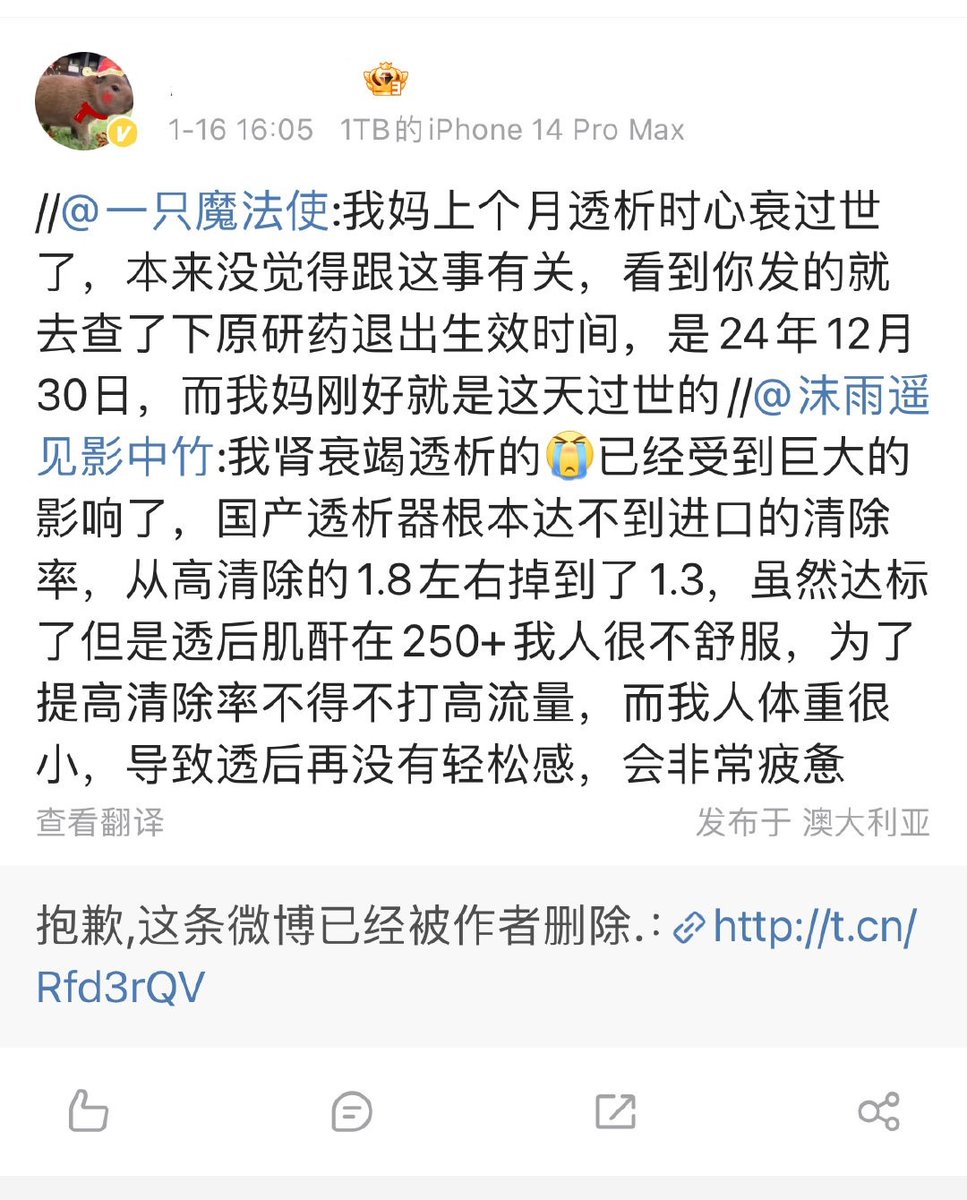 1-16 16:05 1TB的iPhone 14 Pro Max
//@一只魔法使:我妈上个月透析时心衰过世
了，本来没觉得跟这事有关，看到你发的就
去查了下原研药退出生效时间，是24年12月
30日，而我妈刚好就是这天过世的//@沫雨遥
见影中竹:我肾衰竭透析的😭已经受到巨大的
影响了，国产透析器根本达不到进口的清除
率，从高清除的1.8左右掉到了1.3，虽然达标
了但是透后肌酐在250+我人很不舒服，为了
提高清除率不得不打高流量，而我人体重很
小，导致透后再没有轻松感，会非常疲惫
查看翻译 发布于 澳大利亚
抱歉,这条微博已经被作者删除.：http://t.cn/
Rfd3rQV